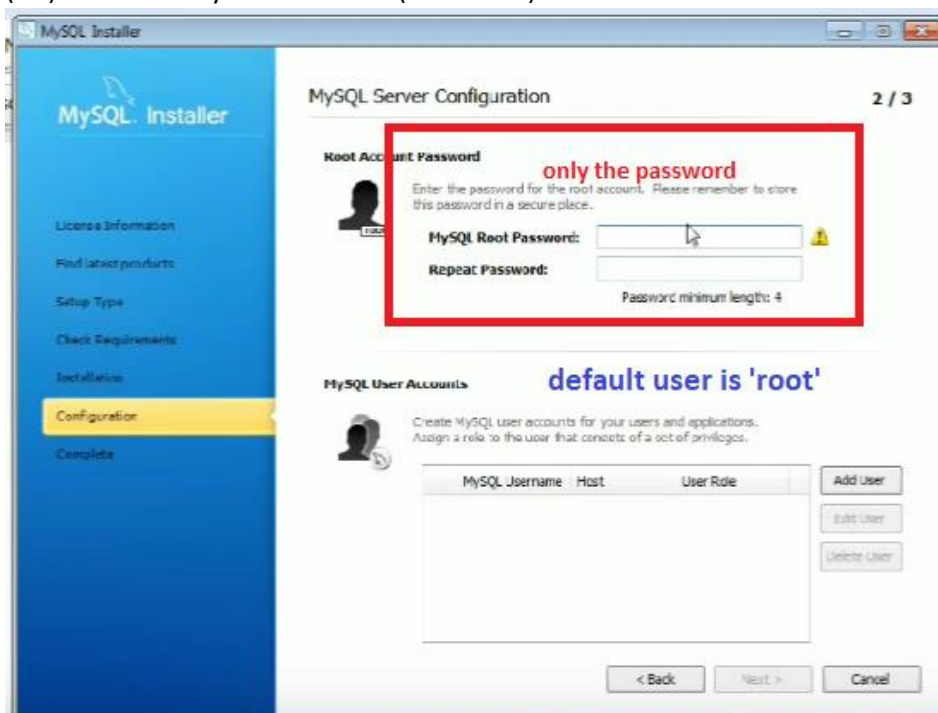 MySQL Installer
MySQL. Installer
License Information
Find latest products
Setup Type
Check Requirements
Installation
Configuration
Complete
MySQL Server Configuration
2 / 3
Root Account Password
only the password
Enter the password for the root account. Please remember to store
this password in a secure place.
MySQL Root Password:
Repeat Password:
Password minimum length: 4
MySQL User Accounts
default user is 'root'
Create MySQL user accounts for your users and applications.
Assign a role to the user that consists of a set of privileges.
MySQL Username Host User Role
Add User
Edit User
Delete User
< Back
Next >
Cancel